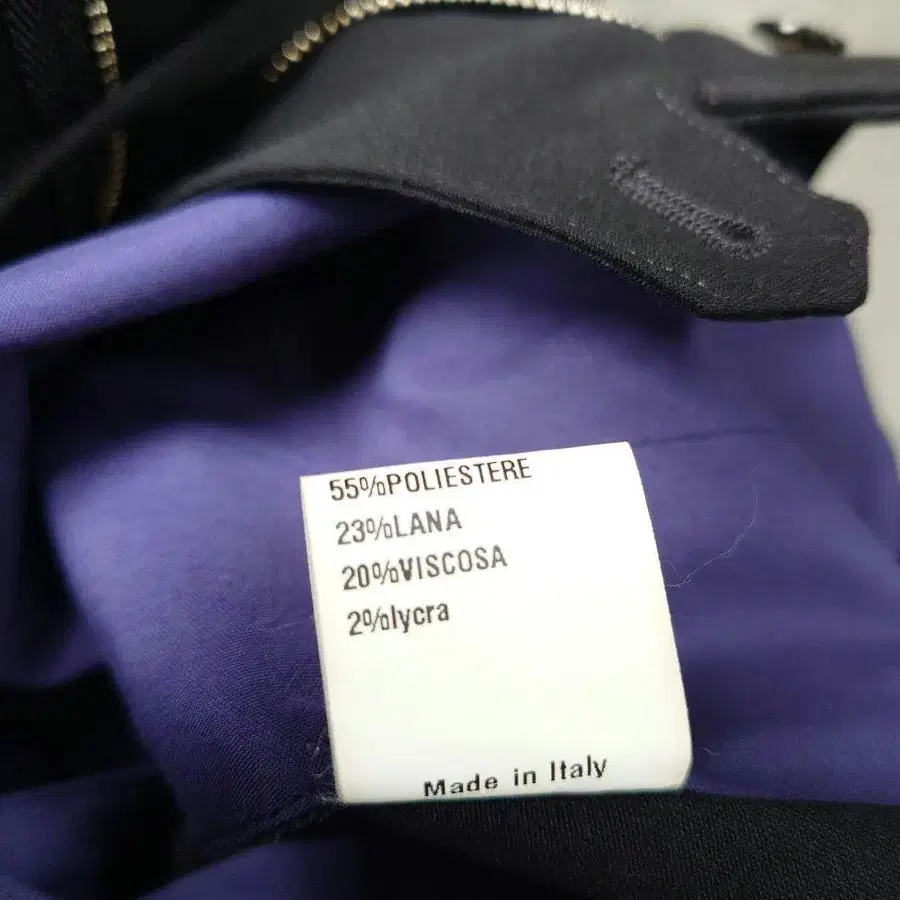 55%POLIESTERE
23%LANA
20%VISCOSA
2%lycra
Made in Italy